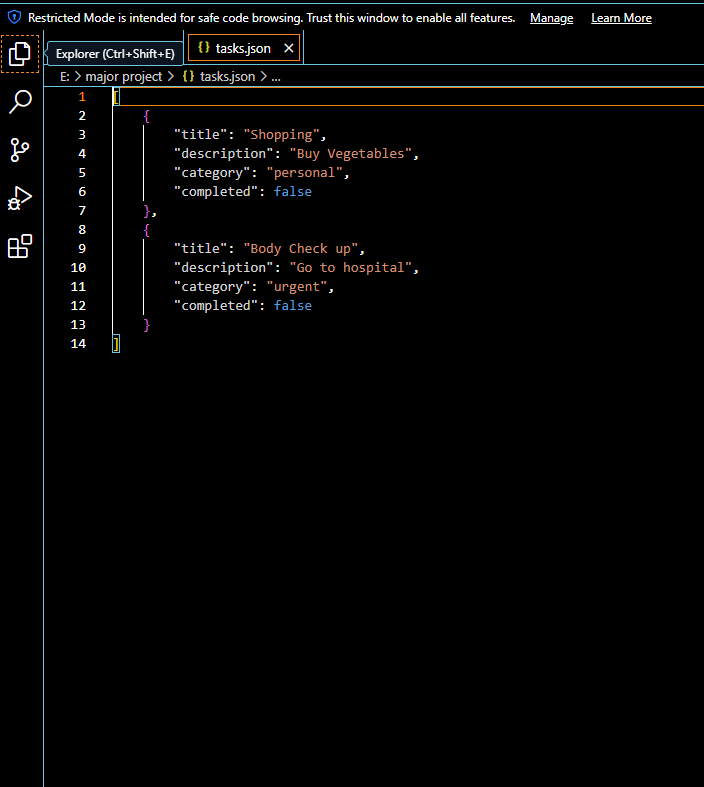 Restricted Mode is intended for safe code browsing. Trust this window to enable all features. Manage Learn More
Explorer (Ctrl+Shift+E) {} tasks.json ×
E: > major project > {} tasks.json > ...
1 [
2 {
3 "title": "Shopping",
4 "description": "Buy Vegetables",
5 "category": "personal",
6 "completed": false
7 },
8 {
9 "title": "Body Check up",
10 "description": "Go to hospital",
11 "category": "urgent",
12 "completed": false
13 }
14 ]